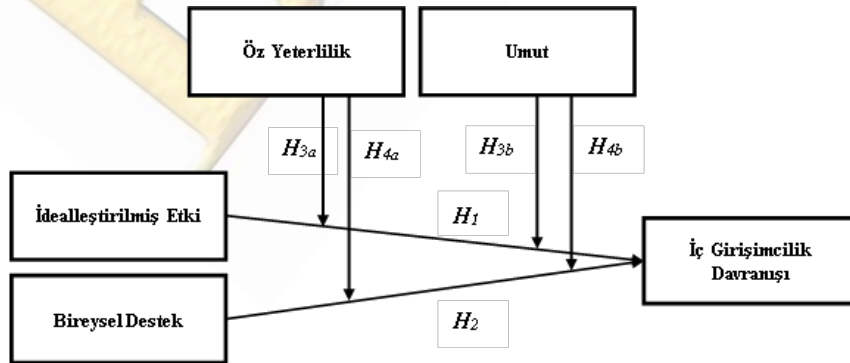 Öz Yeterlilik
Umut
H3a
H4a
H3b
H4b
İdealleştirilmiş Etki
H1
İç Girişimcilik
Davranışı
Bireysel Destek
H2